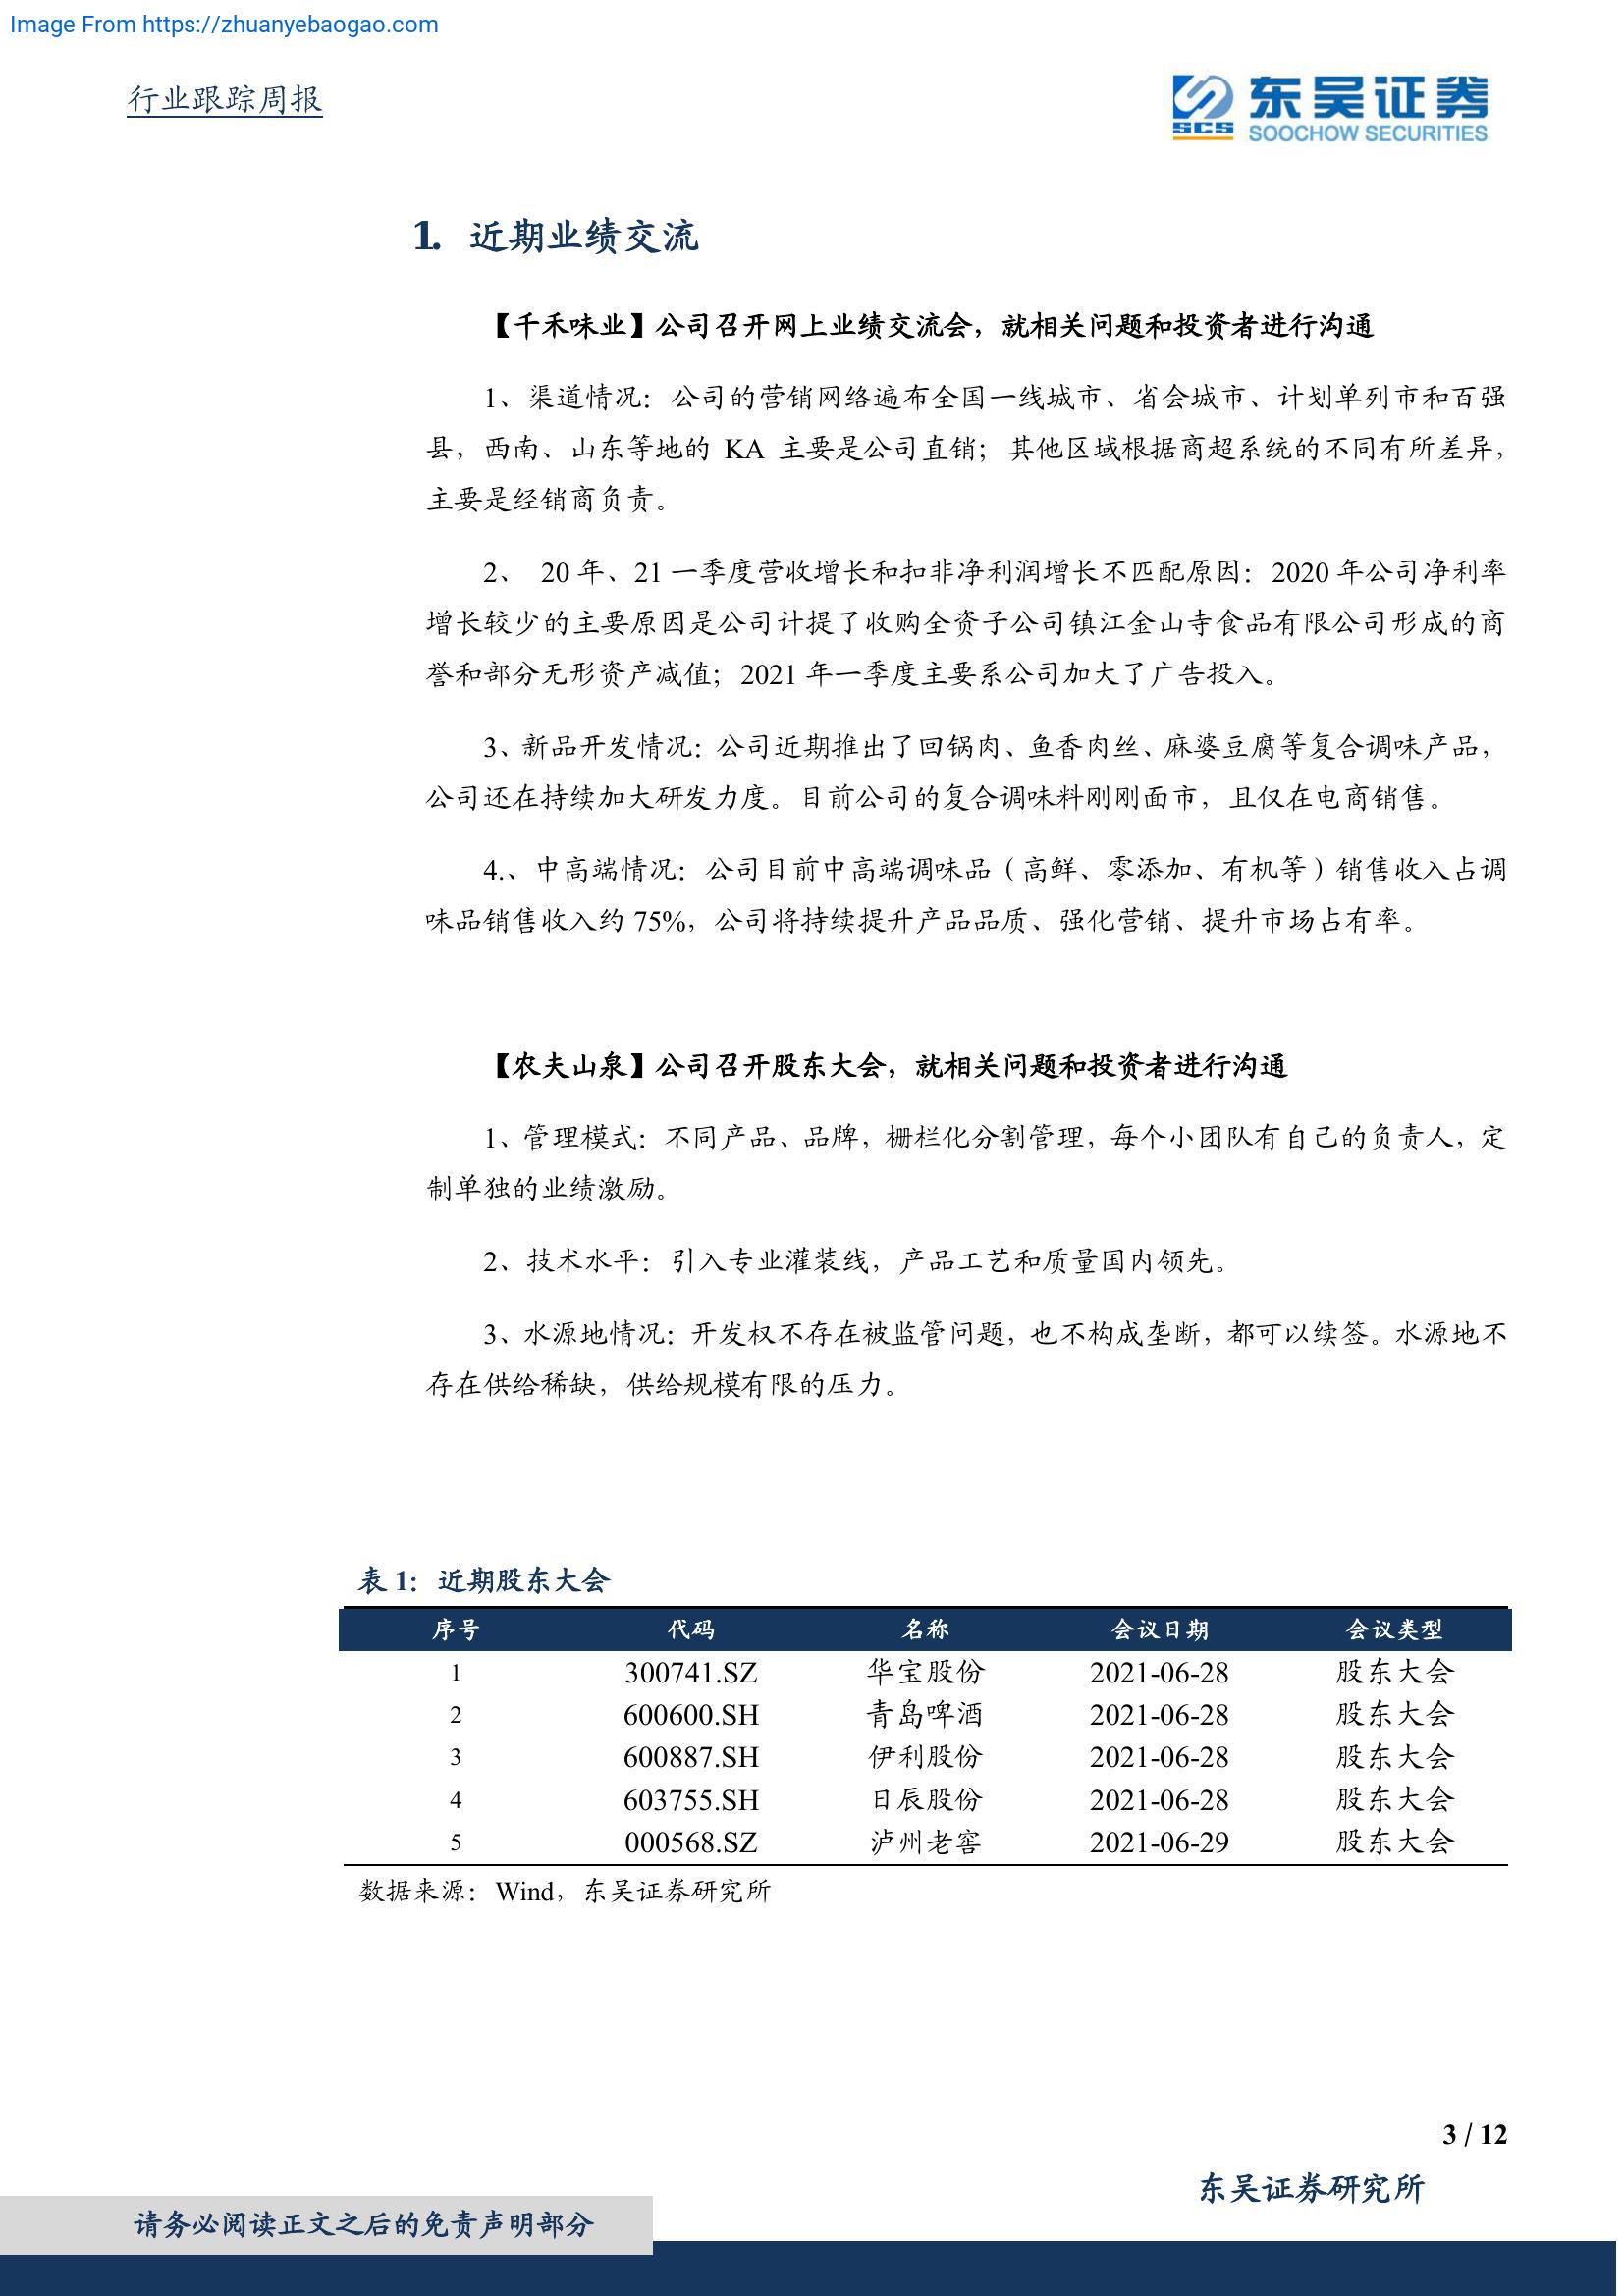 Image From https://zhuanyebaogao.com
行业跟踪周报
SCS
东吴证券
SOOCHOW SECURITIES
1. 近期业绩交流
【千禾味业】公司召开网上业绩交流会，就相关问题和投资者进行沟通
1、渠道情况：公司的营销网络遍布全国一线城市、省会城市、计划单列市和百强
县，西南、山东等地的 KA 主要是公司直销；其他区域根据商超系统的不同有所差异，
主要是经销商负责。
2、 20 年、21 一季度营收增长和扣非净利润增长不匹配原因：2020 年公司净利率
增长较少的主要原因是公司计提了收购全资子公司镇江金山寺食品有限公司形成的商
誉和部分无形资产减值；2021 年一季度主要系公司加大了广告投入。
3、新品开发情况：公司近期推出了回锅肉、鱼香肉丝、麻婆豆腐等复合调味产品，
公司还在持续加大研发力度。目前公司的复合调味料刚刚面市，且仅在电商销售。
4.、中高端情况：公司目前中高端调味品（高鲜、零添加、有机等）销售收入占调
味品销售收入约 75%，公司将持续提升产品品质、强化营销、提升市场占有率。
【农夫山泉】公司召开股东大会，就相关问题和投资者进行沟通
1、管理模式：不同产品、品牌，栅栏化分割管理，每个小团队有自己的负责人，定
制单独的业绩激励。
2、技术水平：引入专业灌装线，产品工艺和质量国内领先。
3、水源地情况：开发权不存在被监管问题，也不构成垄断，都可以续签。水源地不
存在供给稀缺，供给规模有限的压力。
表 1：近期股东大会
序号 代码 名称 会议日期 会议类型
1 300741.SZ 华宝股份 2021-06-28 股东大会
2 600600.SH 青岛啤酒 2021-06-28 股东大会
3 600887.SH 伊利股份 2021-06-28 股东大会
4 603755.SH 日辰股份 2021-06-28 股东大会
5 000568.SZ 泸州老窖 2021-06-29 股东大会
数据来源：Wind，东吴证券研究所
3 / 12
东吴证券研究所
请务必阅读正文之后的免责声明部分